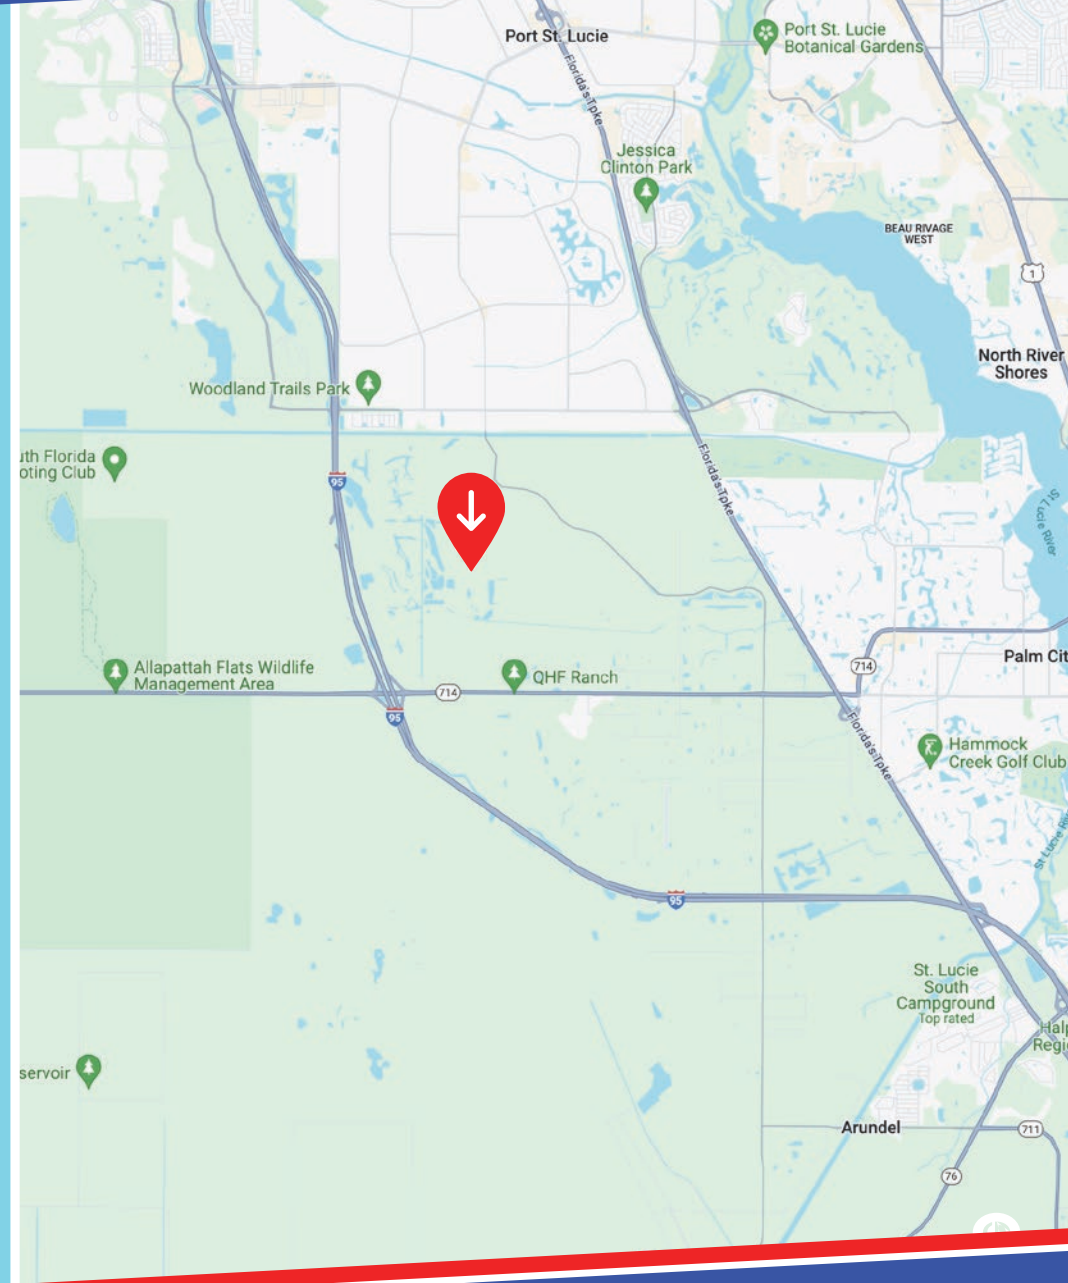 Port St. Lucie
Port St. Lucie
Botanical Gardens
Florida's Tpke
Jessica
Clinton Park
BEAU RIVAGE
WEST
1
North River
Shores
Woodland Trails Park
uth Florida
oting Club
95
Florida's Tpke
St Lucie River
Allapattah Flats Wildlife
Management Area
714
QHF Ranch
714
Palm Cit
95
Florida's Tpke
Hammock
Creek Golf Club
St Lucie Ri
95
St. Lucie
South
Campground
Top rated
Halp
Regi
servoir
Arundel
711
76